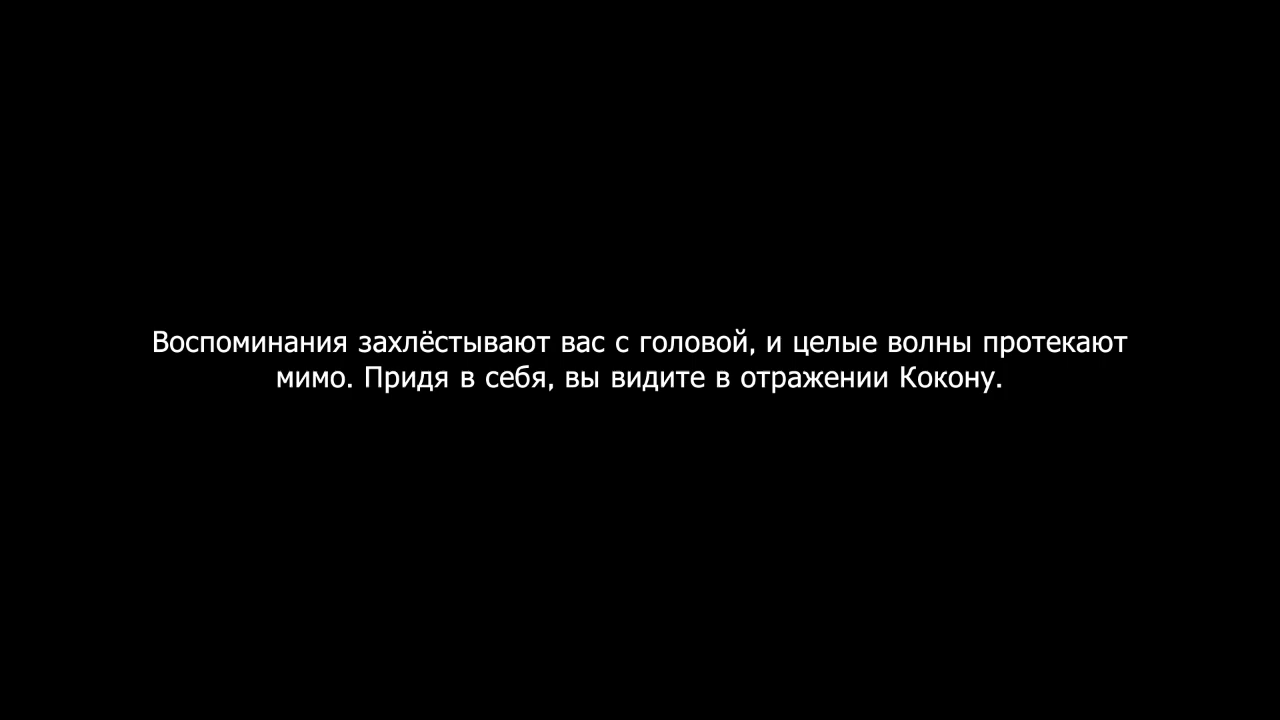 Воспоминания захлёстывают вас с головой, и целые волны протекают
мимо. Придя в себя, вы видите в отражении Кокону.